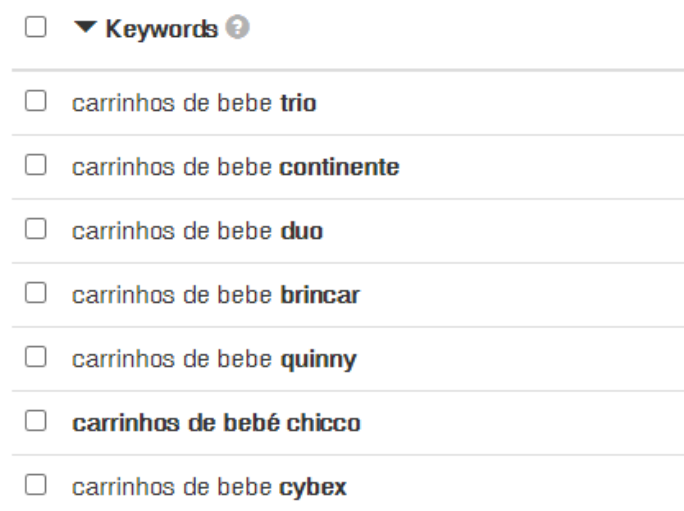 Keywords ?
carrinhos de bebe trio
carrinhos de bebe continente
carrinhos de bebe duo
carrinhos de bebe brincar
carrinhos de bebe quinny
carrinhos de bebé chicco
carrinhos de bebe cybex